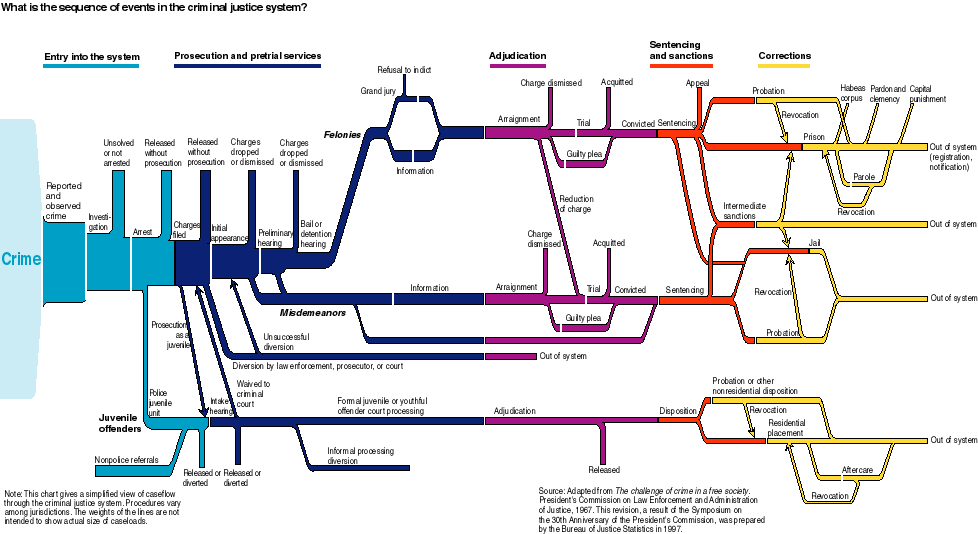 What is the sequence of events in the criminal justice system?
Entry into the system
Prosecution and pretrial services
Adjudication
Sentencing
and sanctions
Corrections
Refusal to indict
Grand jury
Felonies
Information
Charge dismissed
Acquitted
Arraignment
Trial
Convicted
Sentencing
Guilty plea
Reduction
of charge
Appeal
Probation
Revocation
Prison
Habeas
corpus
Pardon and
clemency
Capital
punishment
Out of system
(registration,
notification)
Parole
Revocation
Intermediate
sanctions
Out of system
Crime
Reported
and
observed
crime
Investi-
gation
Unsolved
or not
arrested
Arrest
Released
without
prosecution
Charges
filed
Released
without
prosecution
Initial
appearance
Charges
dropped
or dismissed
Preliminary
hearing
Charges
dropped
or dismissed
Bail or
detention
hearing
Misdemeanors
Information
Charge
dismissed
Acquitted
Arraignment
Trial
Convicted
Guilty plea
Sentencing
Jail
Revocation
Probation
Out of system
Unsuccessful
diversion
Diversion by law enforcement, prosecutor, or court
Out of system
Prosecution
as a
juvenile
Waived to
criminal
court
Police
juvenile
unit
Intake
hearing
Juvenile
offenders
Nonpolice referrals
Released or
diverted
Released or
diverted
Formal juvenile or youthful
offender court processing
Informal processing
diversion
Adjudication
Released
Disposition
Probation or other
nonresidential disposition
Revocation
Residential
placement
Out of system
Aftercare
Revocation
Note: This chart gives a simplified view of caseflow
through the criminal justice system. Procedures vary
among jurisdictions. The weights of the lines are not
intended to show actual size of caseloads.
Source: Adapted from The challenge of crime in a free society.
President's Commission on Law Enforcement and Administration
of Justice, 1967. This revision, a result of the Symposium on
the 30th Anniversary of the President's Commission, was prepared
by the Bureau of Justice Statistics in 1997.